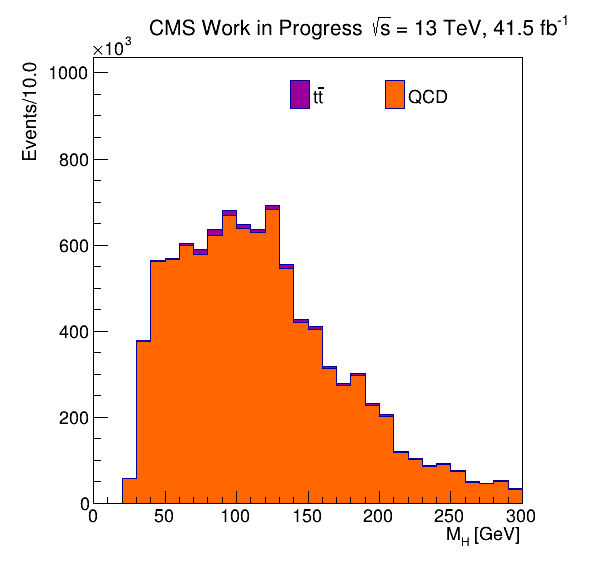 CMS Work in Progress √s = 13 TeV, 41.5 fb⁻¹
×10³
Events/10.0
1000
800
600
400
200
0
tt̄
QCD
0 50 100 150 200 250 300
M_H [GeV]